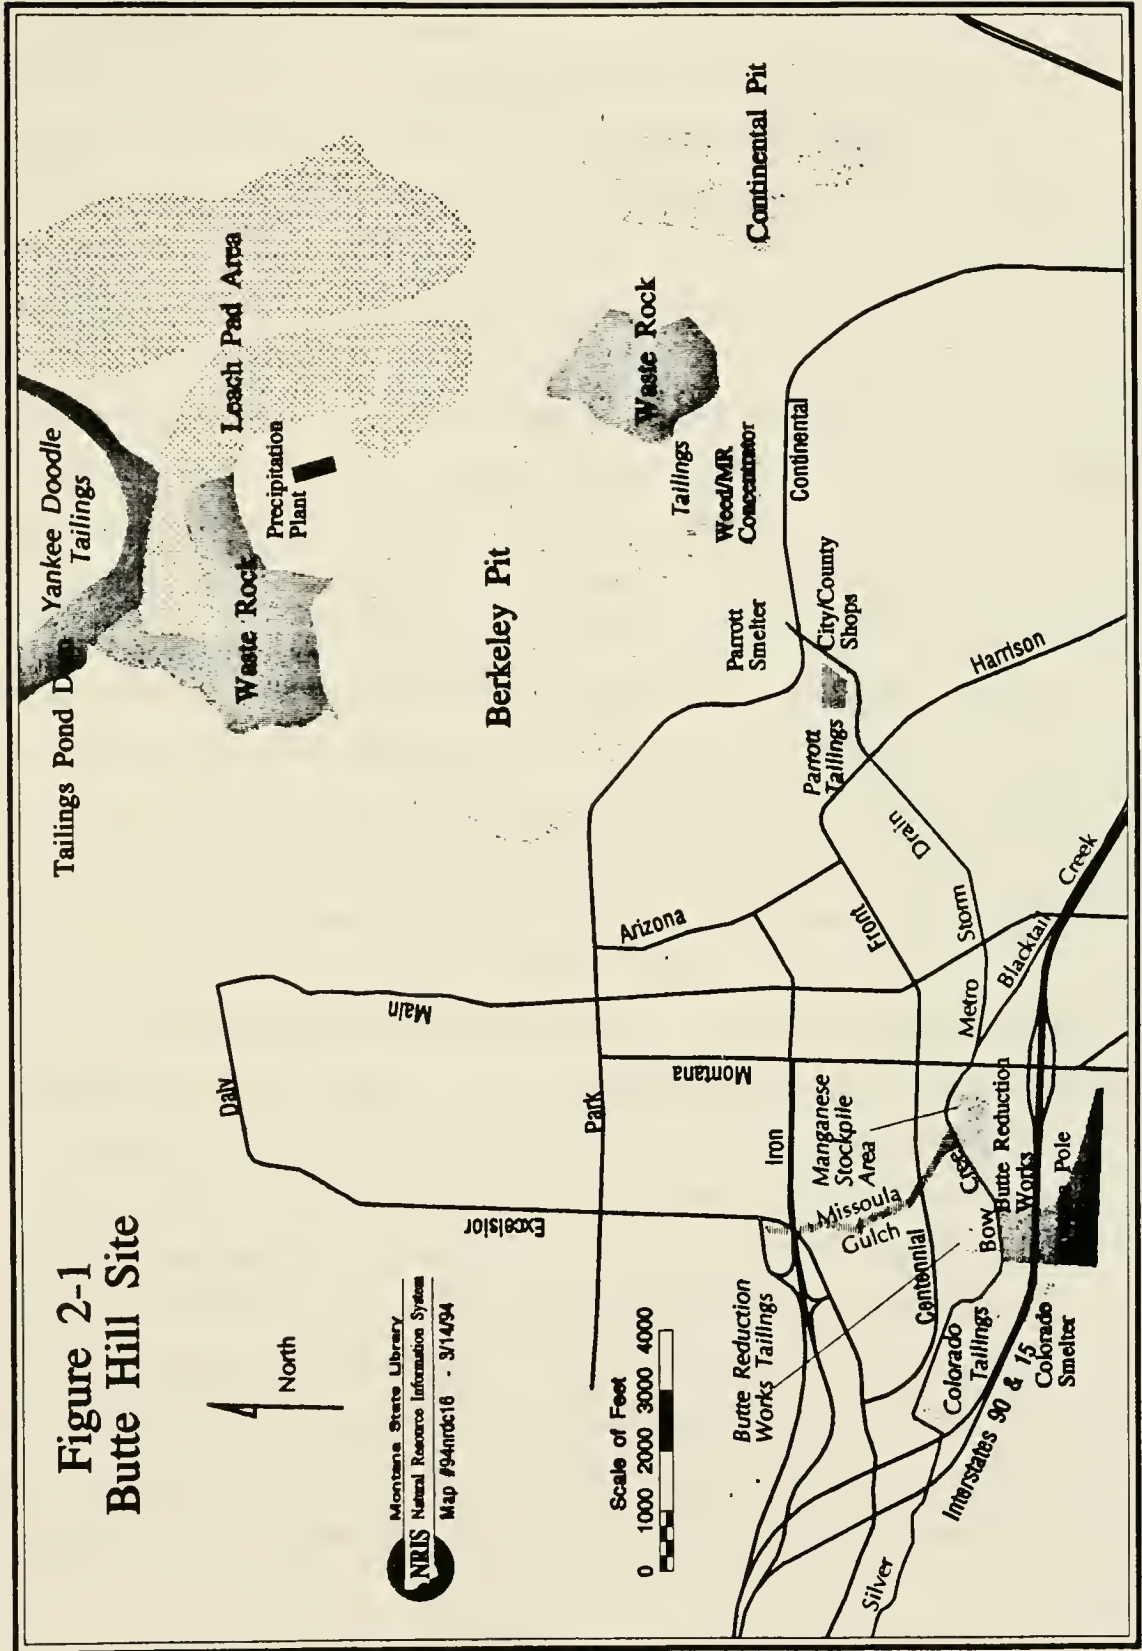 Figure 2-1
Butte Hill Site
North
Montana State Library
NRIS Natural Resource Information System
Map #94nrdc16 - 3/14/94
Scale of Feet
0 1000 2000 3000 4000
Tailings Pond
Yankee Doodle
Tailings
Waste Rock
Leach Pad Area
Precipitation
Plant
Berkeley Pit
Waste Rock
Continental Pit
Tailings
Weed/MR
Concentrator
Continental
Parrott
Smelter
City/County
Shops
Parrott
Tailings
Harrison
Daly
Main
Excelsior
Park
Montana
Arizona
Iron
Front
Drain
Storm
Metro
Blacktail
Creek
Manganese
Stockpile
Area
Missoula
Gulch
Centennial
Butte Reduction
Works Tailings
Silver
Bow
Creek
Butte Reduction
Works
Pole
Colorado
Tailings
Colorado
Smelter
Interstates 90 & 15